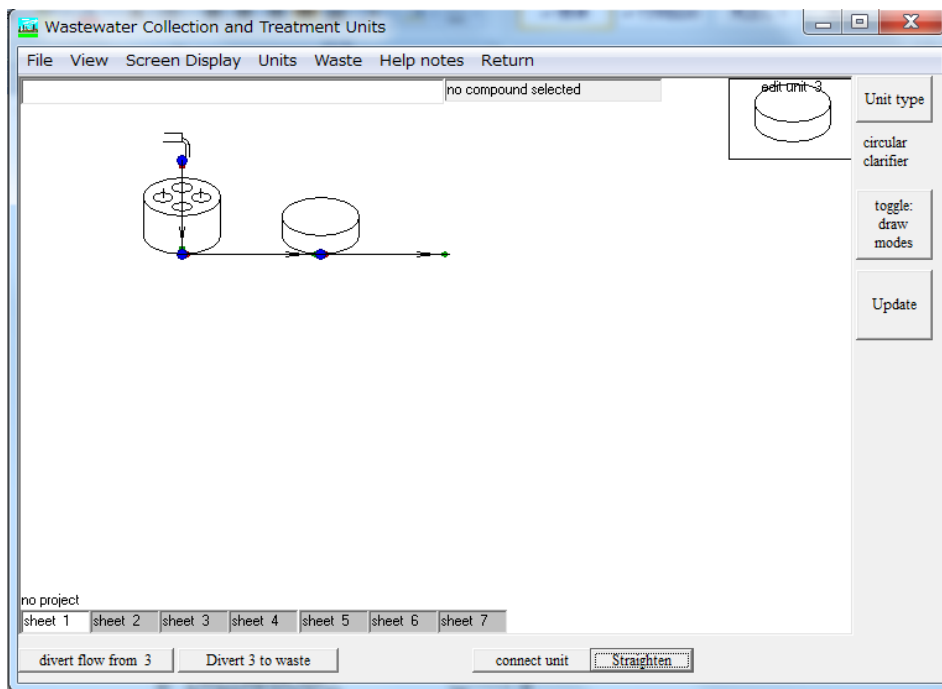 Wastewater Collection and Treatment Units
File View Screen Display Units Waste Help notes Return
no compound selected
edit unit 3
Unit type
circular
clarifier
toggle:
draw
modes
Update
no project
sheet 1 sheet 2 sheet 3 sheet 4 sheet 5 sheet 6 sheet 7
divert flow from 3 Divert 3 to waste connect unit Straighten